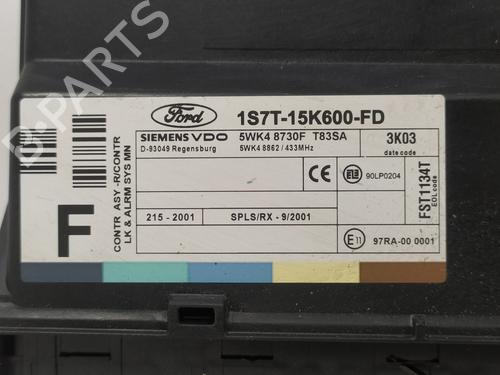 Ford
1S7T-15K600-FD
SIEMENS VDO 5WK4 8730F T83SA
D-93049 Regensburg 5WK4 8862 / 433MHz
3K03
date code
CONTR ASY -R/CONTR
LK & ALRM SYS MN
F
CE
90LP0204
FST1134T
EOL code
215 - 2001
SPLS/RX - 9/2001
E11
97RA-00 0001
B-PARTS